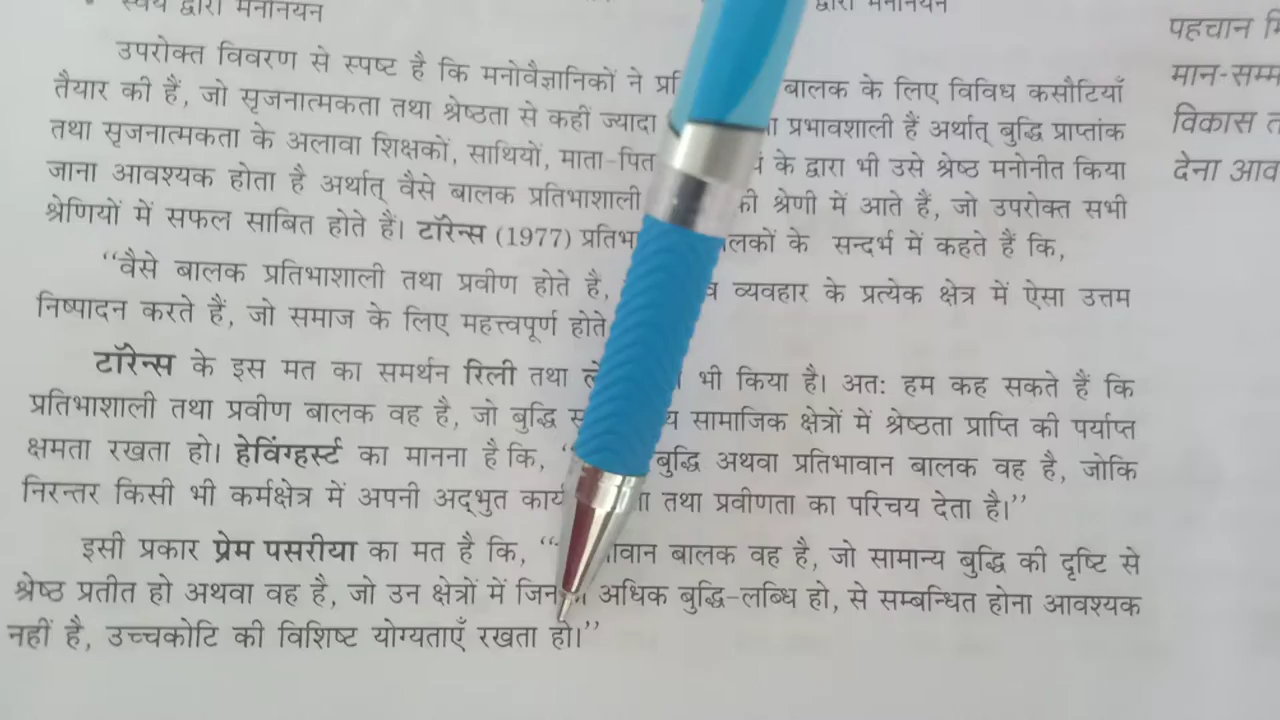 स्वयं द्वारा मनोनयन
द्वारा मनोनयन
उपरोक्त विवरण से स्पष्ट है कि मनोवैज्ञानिकों ने बालक के लिए विविध कसौटियाँ
तैयार की हैं, जो सृजनात्मकता तथा श्रेष्ठता से कहीं ज्यादा प्रभावशाली हैं अर्थात् बुद्धि प्राप्तांक
तथा सृजनात्मकता के अलावा शिक्षकों, साथियों, के द्वारा भी उसे श्रेष्ठ मनोनीत किया
जाना आवश्यक होता है अर्थात् वैसे बालक प्रतिभाशाली की श्रेणी में आते हैं, जो उपरोक्त सभी
श्रेणियों में सफल साबित होते हैं। टॉरेन्स (1977) के सन्दर्भ में कहते हैं कि,
“वैसे बालक प्रतिभाशाली तथा प्रवीण होते है, व्यवहार के प्रत्येक क्षेत्र में ऐसा उत्तम
निष्पादन करते हैं, जो समाज के लिए महत्त्वपूर्ण होते
टॉरेन्स के इस मत का समर्थन रिली तथा भी किया है। अतः हम कह सकते हैं कि
प्रतिभाशाली तथा प्रवीण बालक वह है, जो बुद्धि सामाजिक क्षेत्रों में श्रेष्ठता प्राप्ति की पर्याप्त
क्षमता रखता हो। हेविंग्हर्स्ट का मानना है कि, “ बुद्धि अथवा प्रतिभावान बालक वह है, जोकि
निरन्तर किसी भी कर्मक्षेत्र में अपनी अद्भुत तथा प्रवीणता का परिचय देता है।”
इसी प्रकार प्रेम पसरीया का मत है कि, “ बालक वह है, जो सामान्य बुद्धि की दृष्टि से
श्रेष्ठ प्रतीत हो अथवा वह है, जो उन क्षेत्रों में अधिक बुद्धि-लब्धि हो, से सम्बन्धित होना आवश्यक
नहीं है, उच्चकोटि की विशिष्ट योग्यताएँ रखता हो।”
पहचान
मान-सम्म
विकास
देना आव